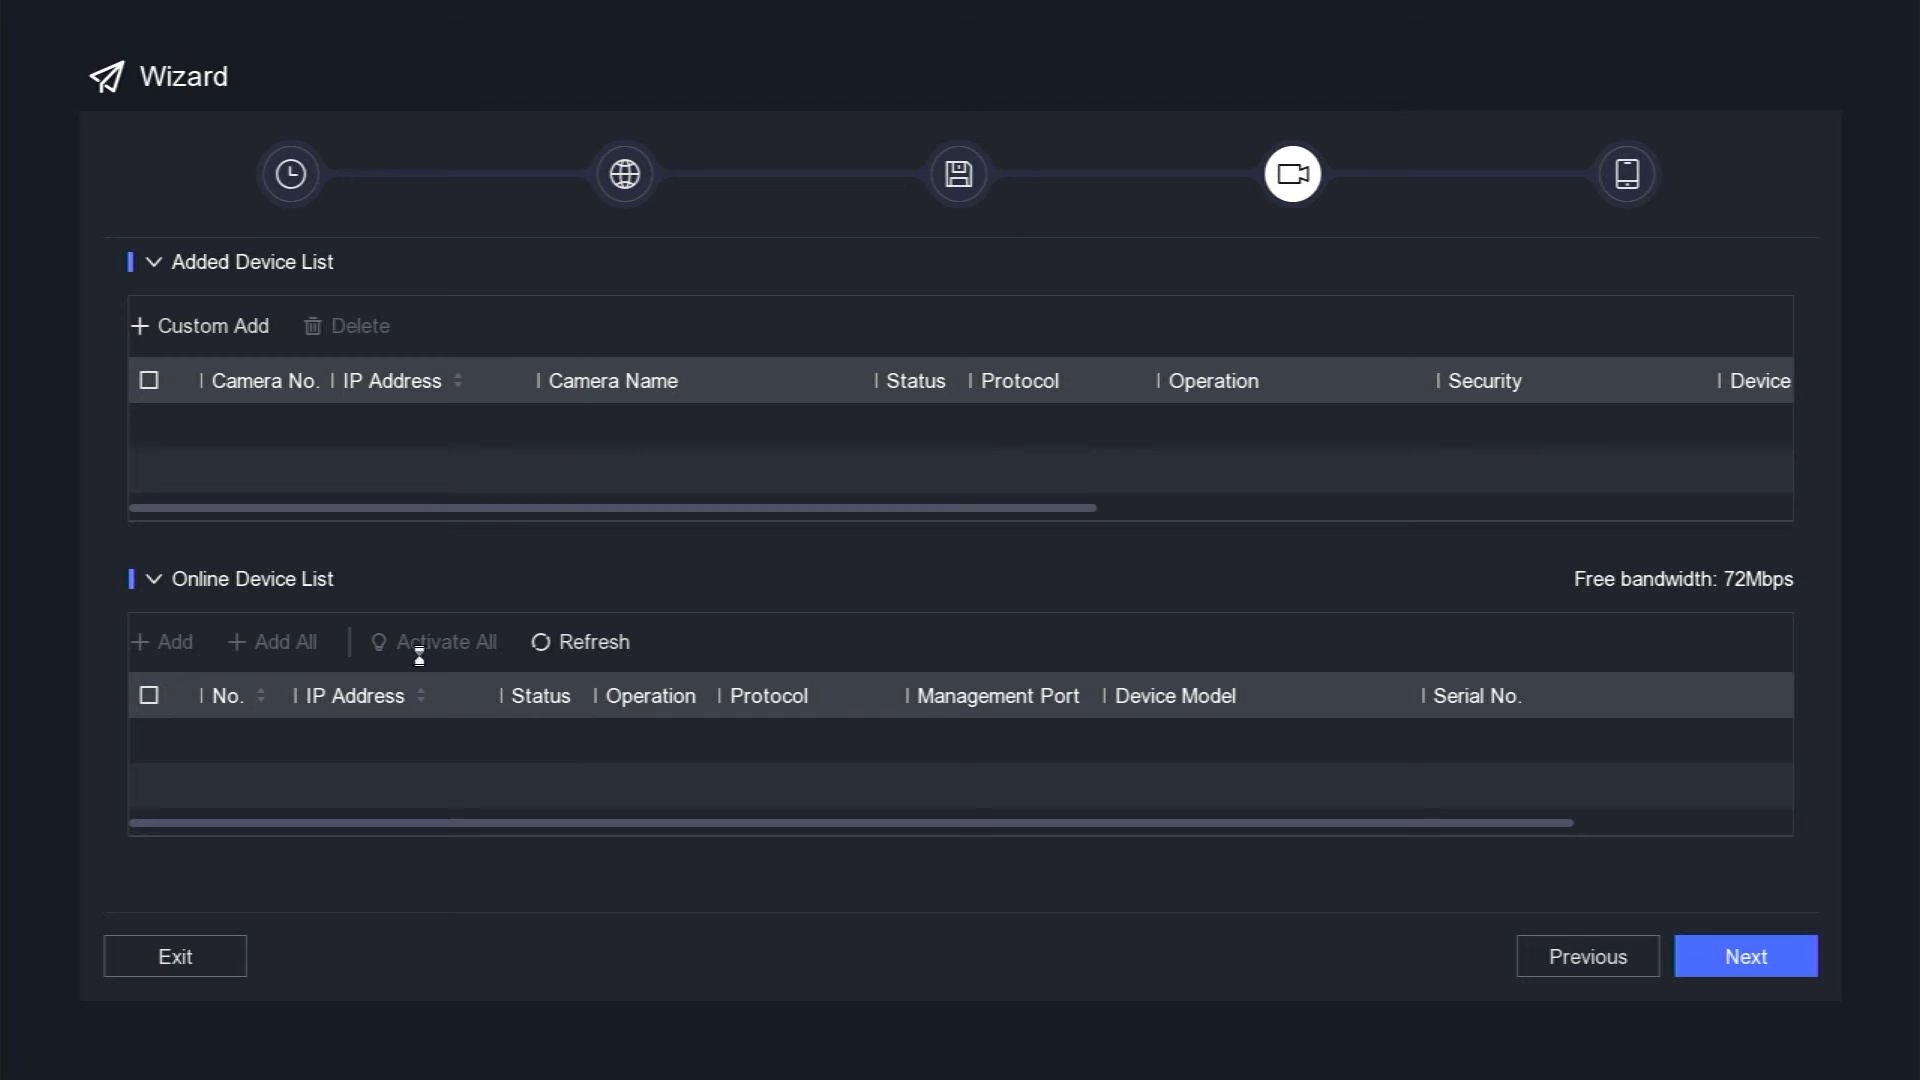 Wizard
Added Device List
Custom Add Delete
Camera No. IP Address Camera Name Status Protocol Operation Security Device
Online Device List Free bandwidth: 72Mbps
Add Add All Activate All Refresh
No. IP Address Status Operation Protocol Management Port Device Model Serial No.
Exit Previous Next